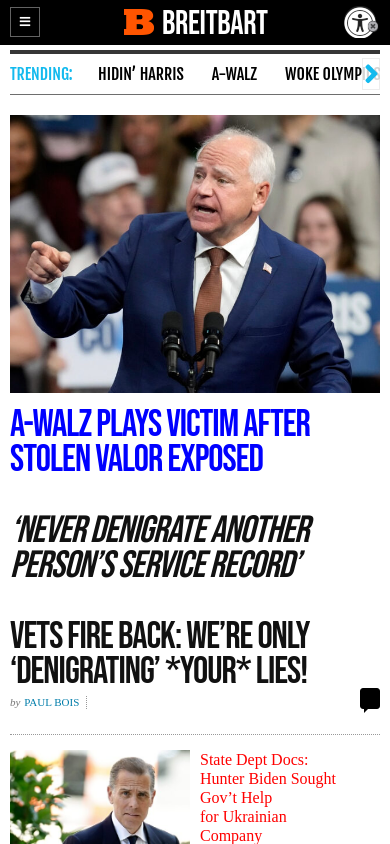 BREITBART
TRENDING: HIDIN’ HARRIS A–WALZ WOKE OLYMP
A-WALZ PLAYS VICTIM AFTER
STOLEN VALOR EXPOSED
‘NEVER DENIGRATE ANOTHER
PERSON’S SERVICE RECORD’
VETS FIRE BACK: WE’RE ONLY
‘DENIGRATING’ *YOUR* LIES!
by PAUL BOIS
State Dept Docs:
Hunter Biden Sought
Gov’t Help
for Ukrainian
Company